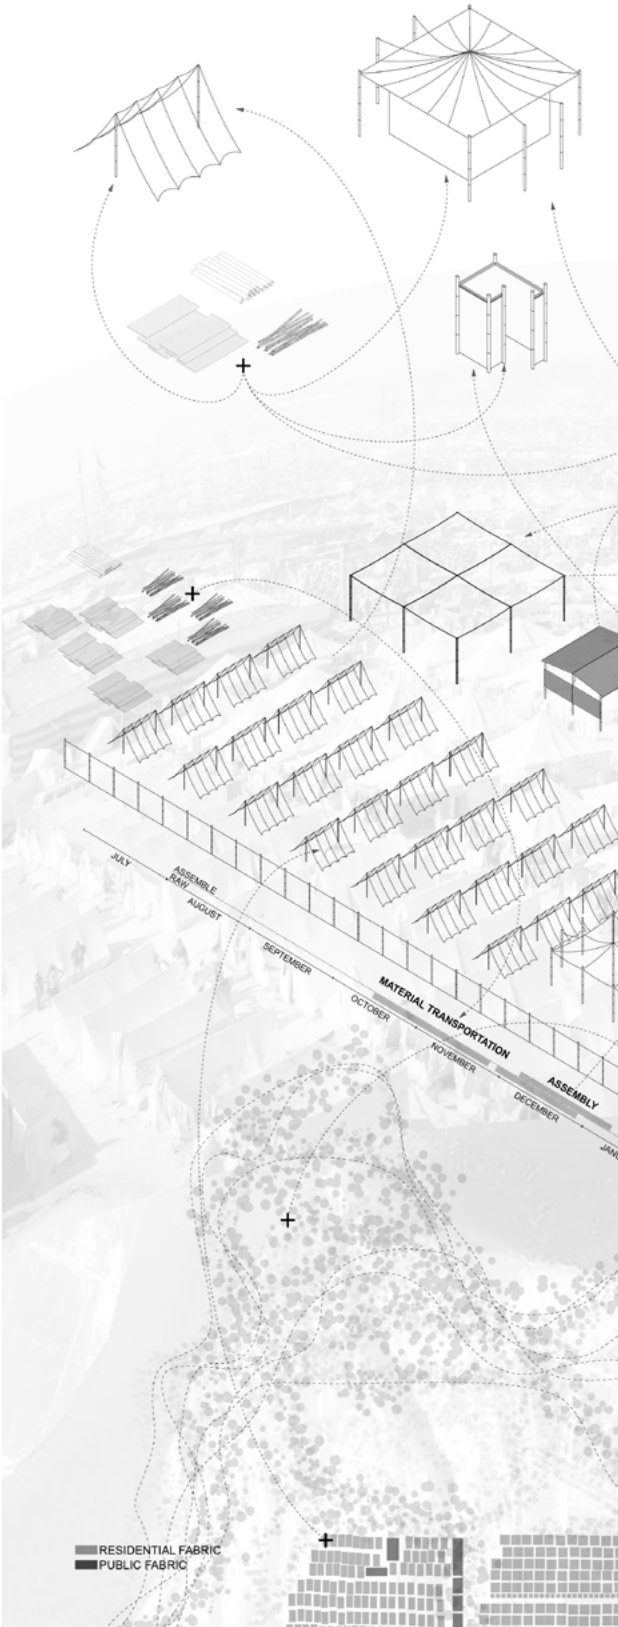 JULY
ASSEMBLE
RAW
AUGUST
SEPTEMBER
OCTOBER
MATERIAL TRANSPORTATION
NOVEMBER
ASSEMBLY
DECEMBER
RESIDENTIAL FABRIC
PUBLIC FABRIC